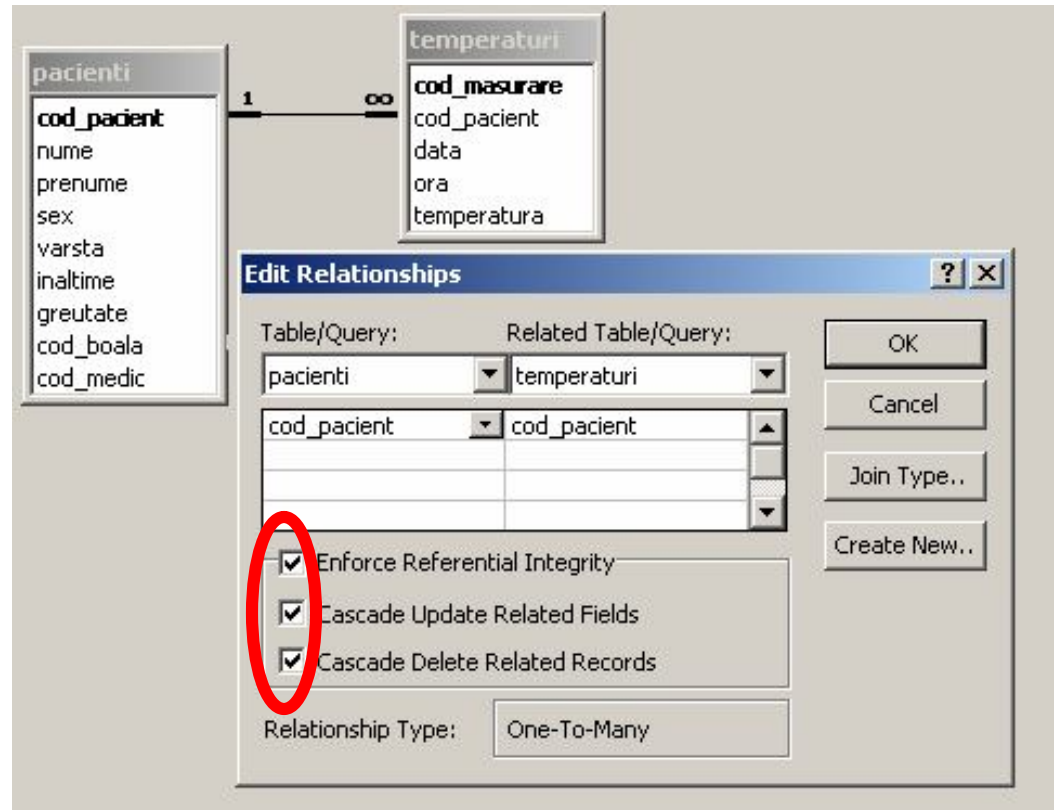 pacienti
cod_pacient
nume
prenume
sex
varsta
inaltime
greutate
cod_boala
cod_medic
1 ∞
temperaturi
cod_masurare
cod_pacient
data
ora
temperatura
Edit Relationships
Table/Query: Related Table/Query:
pacienti temperaturi
cod_pacient cod_pacient
Enforce Referential Integrity
Cascade Update Related Fields
Cascade Delete Related Records
Relationship Type: One-To-Many
OK
Cancel
Join Type..
Create New..